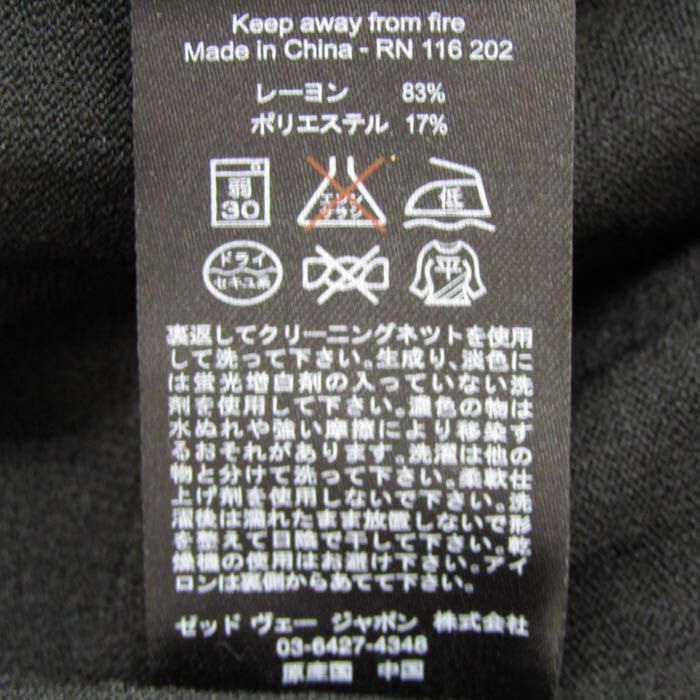 Keep away from fire
Made in China - RN 116 202
レーヨン 83%
ポリエステル 17%
弱
30
エンソ
サラシ
低
ドライ
セキユ系
平
裏返してクリーニングネットを使用
して洗って下さい。生成り、淡色に
は蛍光増白剤の入っていない洗
剤を使用して下さい。濃色の物は
水ぬれや強い摩擦により移染す
るおそれがあります。洗濯は他の
物と分けて洗って下さい。柔軟仕
上げ剤を使用しないで下さい。洗
濯後は濡れたまま放置しないで形
を整えて日陰で干して下さい。乾
燥機の使用はお避け下さい。アイ
ロンは裏側からあてて下さい。
ゼッド ヴェー ジャポン 株式会社
03-6427-4348
原産国 中国